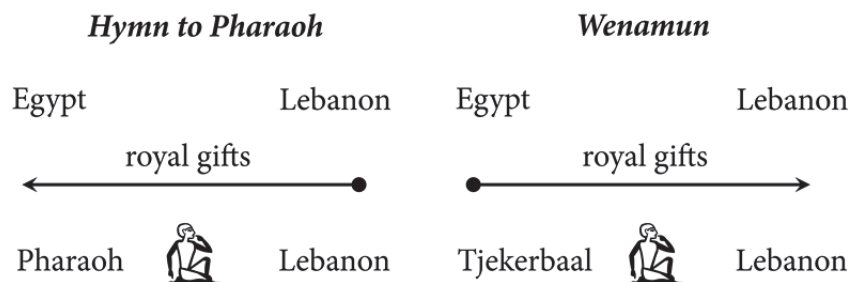 Hymn to Pharaoh Wenamun
Egypt Lebanon Egypt Lebanon
royal gifts royal gifts
Pharaoh Lebanon Tjekerbaal Lebanon